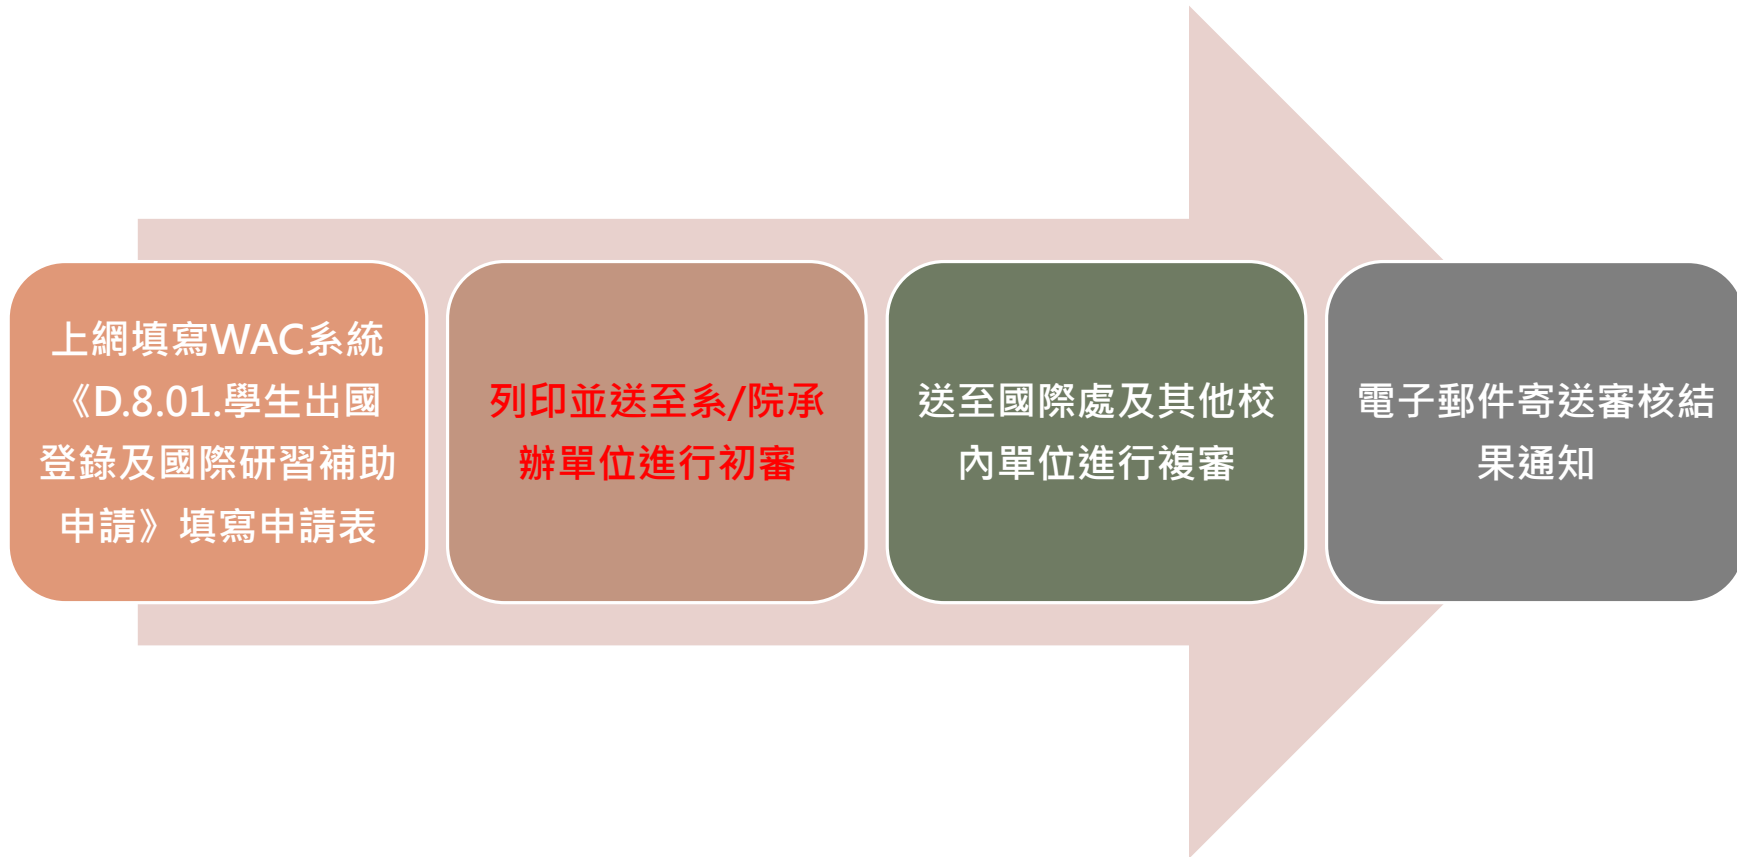 上網填寫WAC系統
《D.8.01.學生出國
登錄及國際研習補助
申請》填寫申請表
列印並送至系/院承
辦單位進行初審
送至國際處及其他校
內單位進行複審
電子郵件寄送審核結
果通知